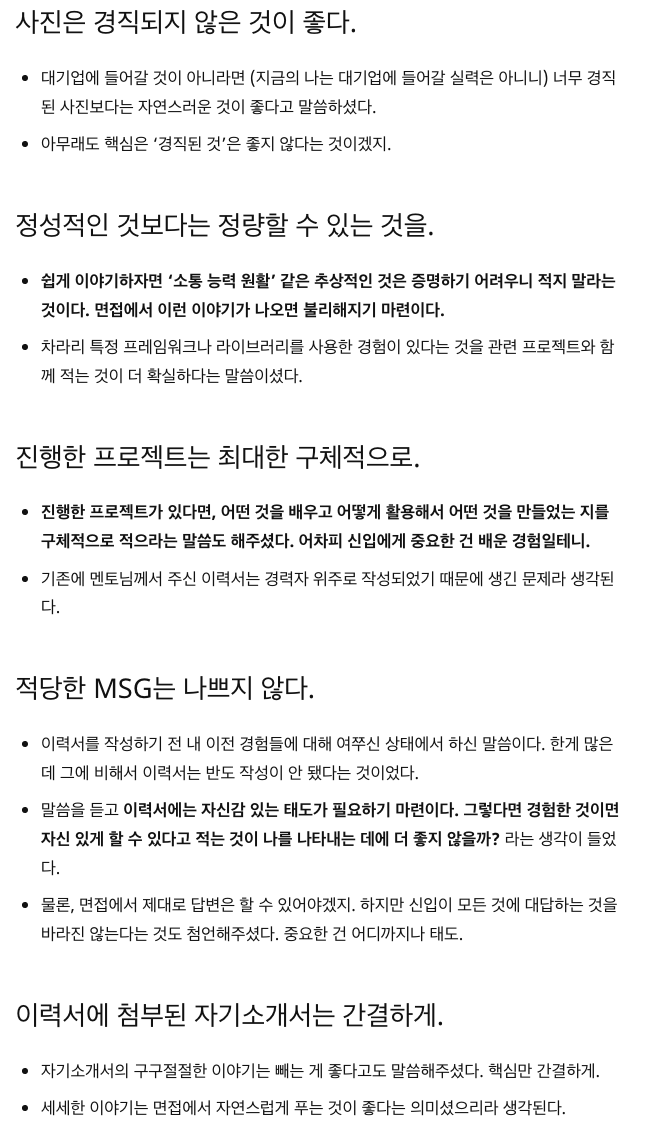 사진은 경직되지 않은 것이 좋다.
• 대기업에 들어갈 것이 아니라면 (지금의 나는 대기업에 들어갈 실력은 아니니) 너무 경직
된 사진보다는 자연스러운 것이 좋다고 말씀하셨다.
• 아무래도 핵심은 ‘경직된 것’은 좋지 않다는 것이겠지.
정성적인 것보다는 정량할 수 있는 것을.
• 쉽게 이야기하자면 ‘소통 능력 원활’ 같은 추상적인 것은 증명하기 어려우니 적지 말라는
것이다. 면접에서 이런 이야기가 나오면 불리해지기 마련이다.
• 차라리 특정 프레임워크나 라이브러리를 사용한 경험이 있다는 것을 관련 프로젝트와 함
께 적는 것이 더 확실하다는 말씀이셨다.
진행한 프로젝트는 최대한 구체적으로.
• 진행한 프로젝트가 있다면, 어떤 것을 배우고 어떻게 활용해서 어떤 것을 만들었는 지를
구체적으로 적으라는 말씀도 해주셨다. 어차피 신입에게 중요한 건 배운 경험일테니.
• 기존에 멘토님께서 주신 이력서는 경력자 위주로 작성되었기 때문에 생긴 문제라 생각된
다.
적당한 MSG는 나쁘지 않다.
• 이력서를 작성하기 전 내 이전 경험들에 대해 여쭈신 상태에서 하신 말씀이다. 한게 많은
데 그에 비해서 이력서는 반도 작성이 안 됐다는 것이었다.
• 말씀을 듣고 이력서에는 자신감 있는 태도가 필요하기 마련이다. 그렇다면 경험한 것이면
자신 있게 할 수 있다고 적는 것이 나를 나타내는 데에 더 좋지 않을까? 라는 생각이 들었
다.
• 물론, 면접에서 제대로 답변은 할 수 있어야겠지. 하지만 신입이 모든 것에 대답하는 것을
바라진 않는다는 것도 첨언해주셨다. 중요한 건 어디까지나 태도.
이력서에 첨부된 자기소개서는 간결하게.
• 자기소개서의 구구절절한 이야기는 빼는 게 좋다고도 말씀해주셨다. 핵심만 간결하게.
• 세세한 이야기는 면접에서 자연스럽게 푸는 것이 좋다는 의미셨으리라 생각된다.